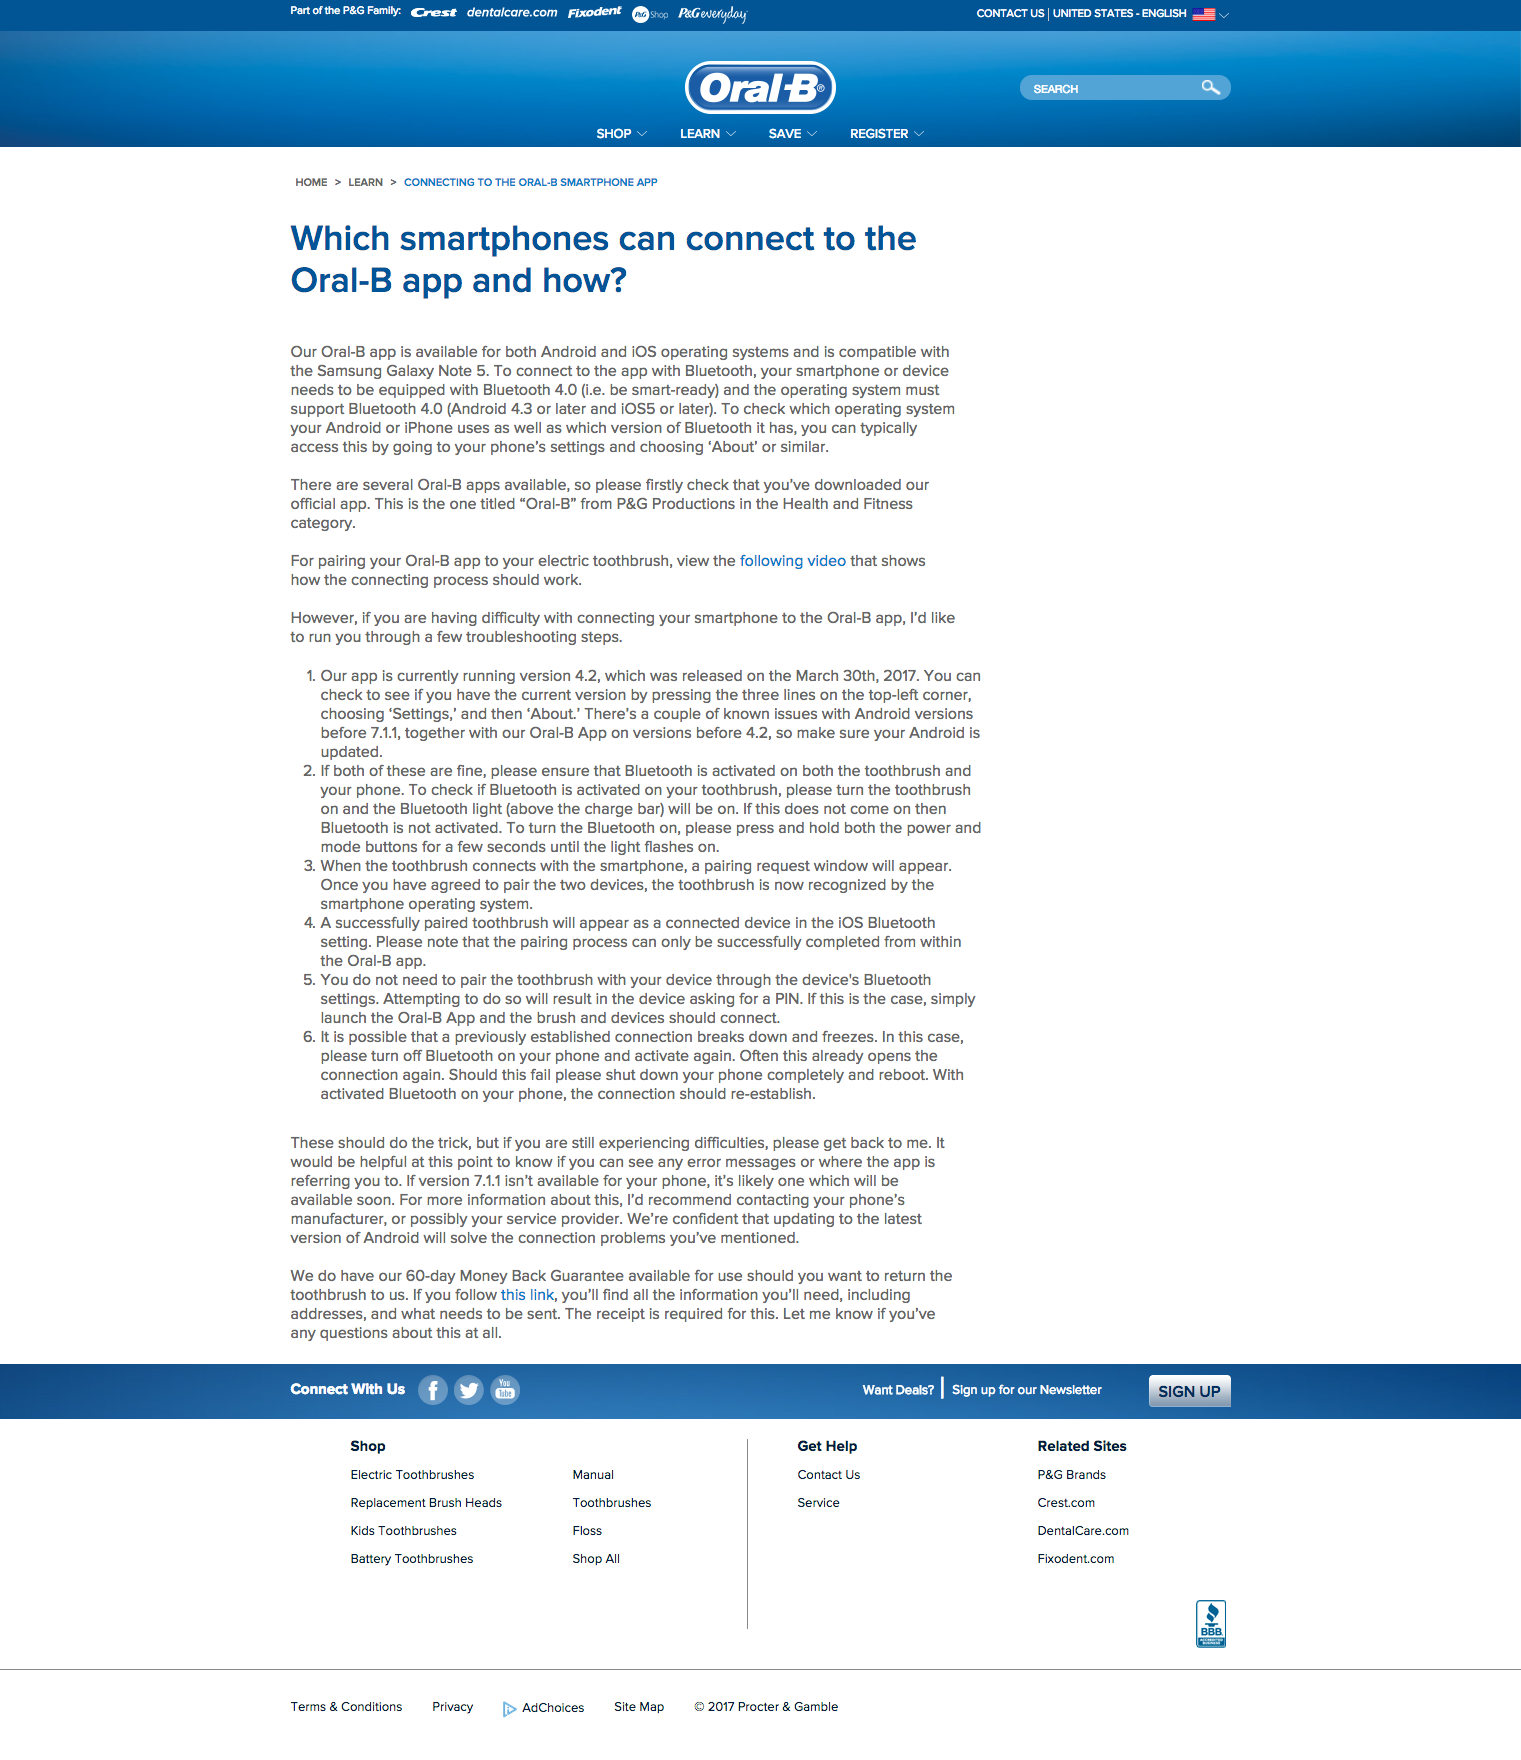 Part of the P&G Family: Crest dentalcare.com Fixodent P&G Shop P&G everyday
CONTACT US | UNITED STATES - ENGLISH
Oral-B®
SEARCH
SHOP LEARN SAVE REGISTER
HOME > LEARN > CONNECTING TO THE ORAL-B SMARTPHONE APP
Which smartphones can connect to the
Oral-B app and how?
Our Oral-B app is available for both Android and iOS operating systems and is compatible with
the Samsung Galaxy Note 5. To connect to the app with Bluetooth, your smartphone or device
needs to be equipped with Bluetooth 4.0 (i.e. be smart-ready) and the operating system must
support Bluetooth 4.0 (Android 4.3 or later and iOS5 or later). To check which operating system
your Android or iPhone uses as well as which version of Bluetooth it has, you can typically
access this by going to your phone’s settings and choosing ‘About’ or similar.
There are several Oral-B apps available, so please firstly check that you’ve downloaded our
official app. This is the one titled “Oral-B” from P&G Productions in the Health and Fitness
category.
For pairing your Oral-B app to your electric toothbrush, view the following video that shows
how the connecting process should work.
However, if you are having difficulty with connecting your smartphone to the Oral-B app, I’d like
to run you through a few troubleshooting steps.
1. Our app is currently running version 4.2, which was released on the March 30th, 2017. You can
check to see if you have the current version by pressing the three lines on the top-left corner,
choosing ‘Settings,’ and then ‘About.’ There’s a couple of known issues with Android versions
before 7.1.1, together with our Oral-B App on versions before 4.2, so make sure your Android is
updated.
2. If both of these are fine, please ensure that Bluetooth is activated on both the toothbrush and
your phone. To check if Bluetooth is activated on your toothbrush, please turn the toothbrush
on and the Bluetooth light (above the charge bar) will be on. If this does not come on then
Bluetooth is not activated. To turn the Bluetooth on, please press and hold both the power and
mode buttons for a few seconds until the light flashes on.
3. When the toothbrush connects with the smartphone, a pairing request window will appear.
Once you have agreed to pair the two devices, the toothbrush is now recognized by the
smartphone operating system.
4. A successfully paired toothbrush will appear as a connected device in the iOS Bluetooth
setting. Please note that the pairing process can only be successfully completed from within
the Oral-B app.
5. You do not need to pair the toothbrush with your device through the device's Bluetooth
settings. Attempting to do so will result in the device asking for a PIN. If this is the case, simply
launch the Oral-B App and the brush and devices should connect.
6. It is possible that a previously established connection breaks down and freezes. In this case,
please turn off Bluetooth on your phone and activate again. Often this already opens the
connection again. Should this fail please shut down your phone completely and reboot. With
activated Bluetooth on your phone, the connection should re-establish.
These should do the trick, but if you are still experiencing difficulties, please get back to me. It
would be helpful at this point to know if you can see any error messages or where the app is
referring you to. If version 7.1.1 isn’t available for your phone, it’s likely one which will be
available soon. For more information about this, I’d recommend contacting your phone’s
manufacturer, or possibly your service provider. We’re confident that updating to the latest
version of Android will solve the connection problems you’ve mentioned.
We do have our 60-day Money Back Guarantee available for use should you want to return the
toothbrush to us. If you follow this link, you’ll find all the information you’ll need, including
addresses, and what needs to be sent. The receipt is required for this. Let me know if you’ve
any questions about this at all.
Connect With Us f You Tube
Want Deals? Sign up for our Newsletter SIGN UP
Shop
Electric Toothbrushes
Replacement Brush Heads
Kids Toothbrushes
Battery Toothbrushes
Manual
Toothbrushes
Floss
Shop All
Get Help
Contact Us
Service
Related Sites
P&G Brands
Crest.com
DentalCare.com
Fixodent.com
BBB.
ACCREDITED
BUSINESS
Terms & Conditions Privacy AdChoices Site Map © 2017 Procter & Gamble